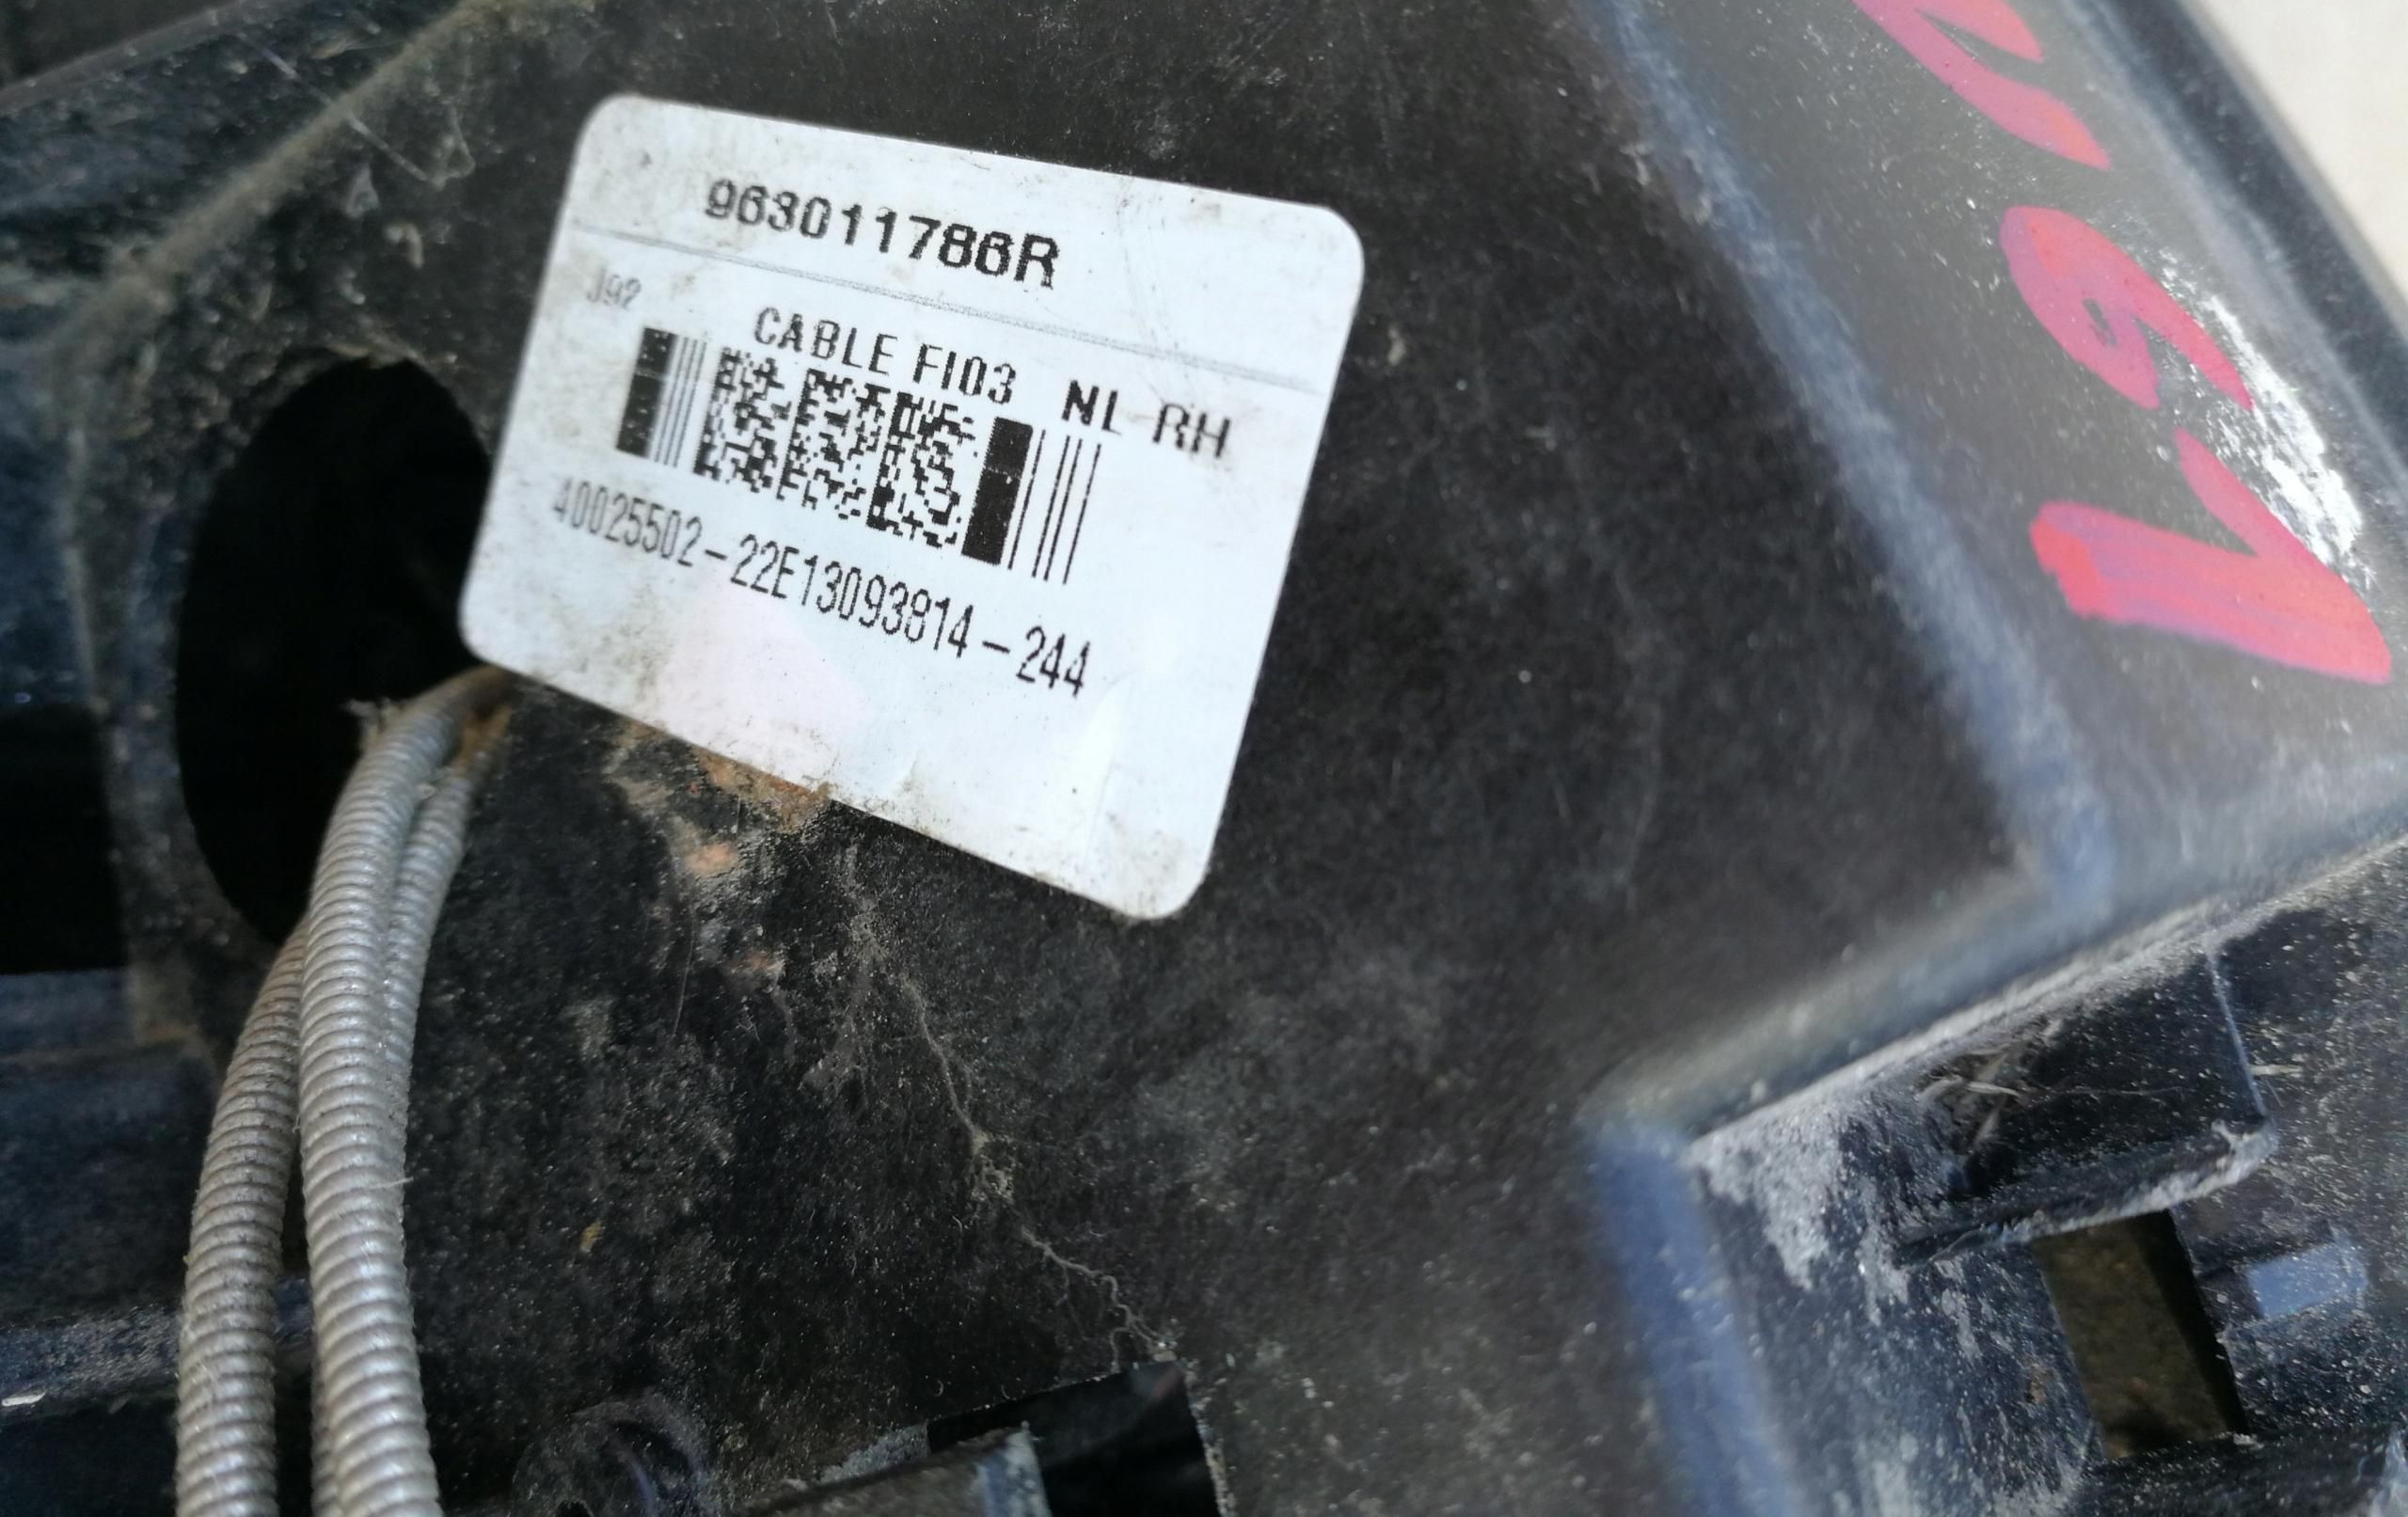 963011786R
J92
CABLE FI03 NL RH
40025502-22E13093814-244